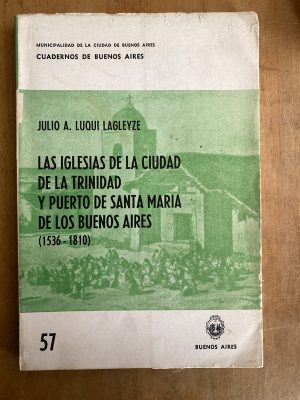 MUNICIPALIDAD DE LA CIUDAD DE BUENOS AIRES
CUADERNOS DE BUENOS AIRES
JULIO A. LUQUI LAGLEYZE
LAS IGLESIAS DE LA CIUDAD
DE LA TRINIDAD
Y PUERTO DE SANTA MARIA
DE LOS BUENOS AIRES
(1536 - 1810)
57
BUENOS AIRES